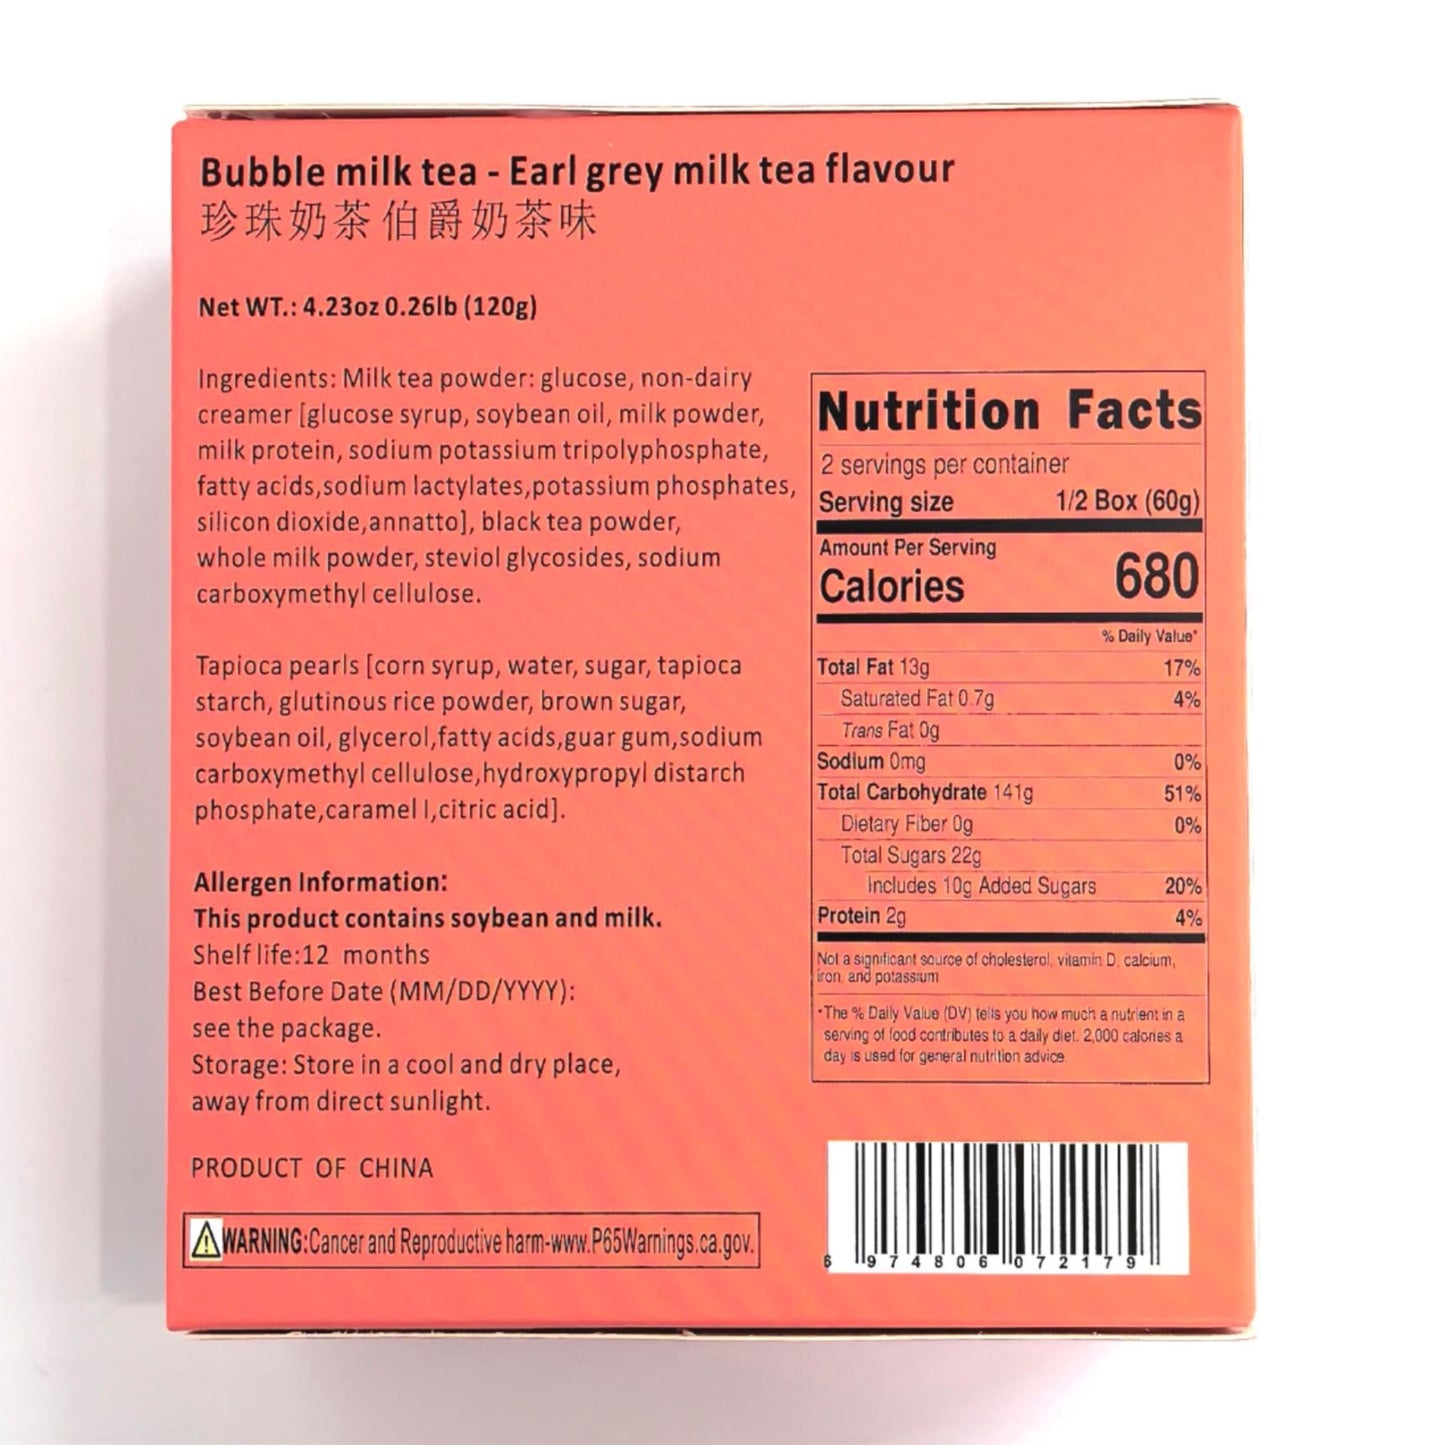 Bubble milk tea - Earl grey milk tea flavour
珍珠奶茶伯爵奶茶味
Net WT.: 4.23oz 0.26lb (120g)
Ingredients: Milk tea powder: glucose, non-dairy
creamer [glucose syrup, soybean oil, milk powder,
milk protein, sodium potassium tripolyphosphate,
fatty acids,sodium lactylates,potassium phosphates,
silicon dioxide,annatto], black tea powder,
whole milk powder, steviol glycosides, sodium
carboxymethyl cellulose.
Tapioca pearls [corn syrup, water, sugar, tapioca
starch, glutinous rice powder, brown sugar,
soybean oil, glycerol,fatty acids,guar gum,sodium
carboxymethyl cellulose,hydroxypropyl distarch
phosphate,caramel I,citric acid].
Allergen Information:
This product contains soybean and milk.
Shelf life:12 months
Best Before Date (MM/DD/YYYY):
see the package.
Storage: Store in a cool and dry place,
away from direct sunlight.
PRODUCT OF CHINA
WARNING:Cancer and Reproductive harm-www.P65Warnings.ca.gov.
Nutrition Facts
2 servings per container
Serving size 1/2 Box (60g)
Amount Per Serving
Calories 680
% Daily Value*
Total Fat 13g 17%
Saturated Fat 0.7g 4%
Trans Fat 0g
Sodium 0mg 0%
Total Carbohydrate 141g 51%
Dietary Fiber 0g 0%
Total Sugars 22g
Includes 10g Added Sugars 20%
Protein 2g 4%
Not a significant source of cholesterol, vitamin D, calcium,
iron, and potassium
*The % Daily Value (DV) tells you how much a nutrient in a
serving of food contributes to a daily diet. 2,000 calories a
day is used for general nutrition advice.
6 974806 072179